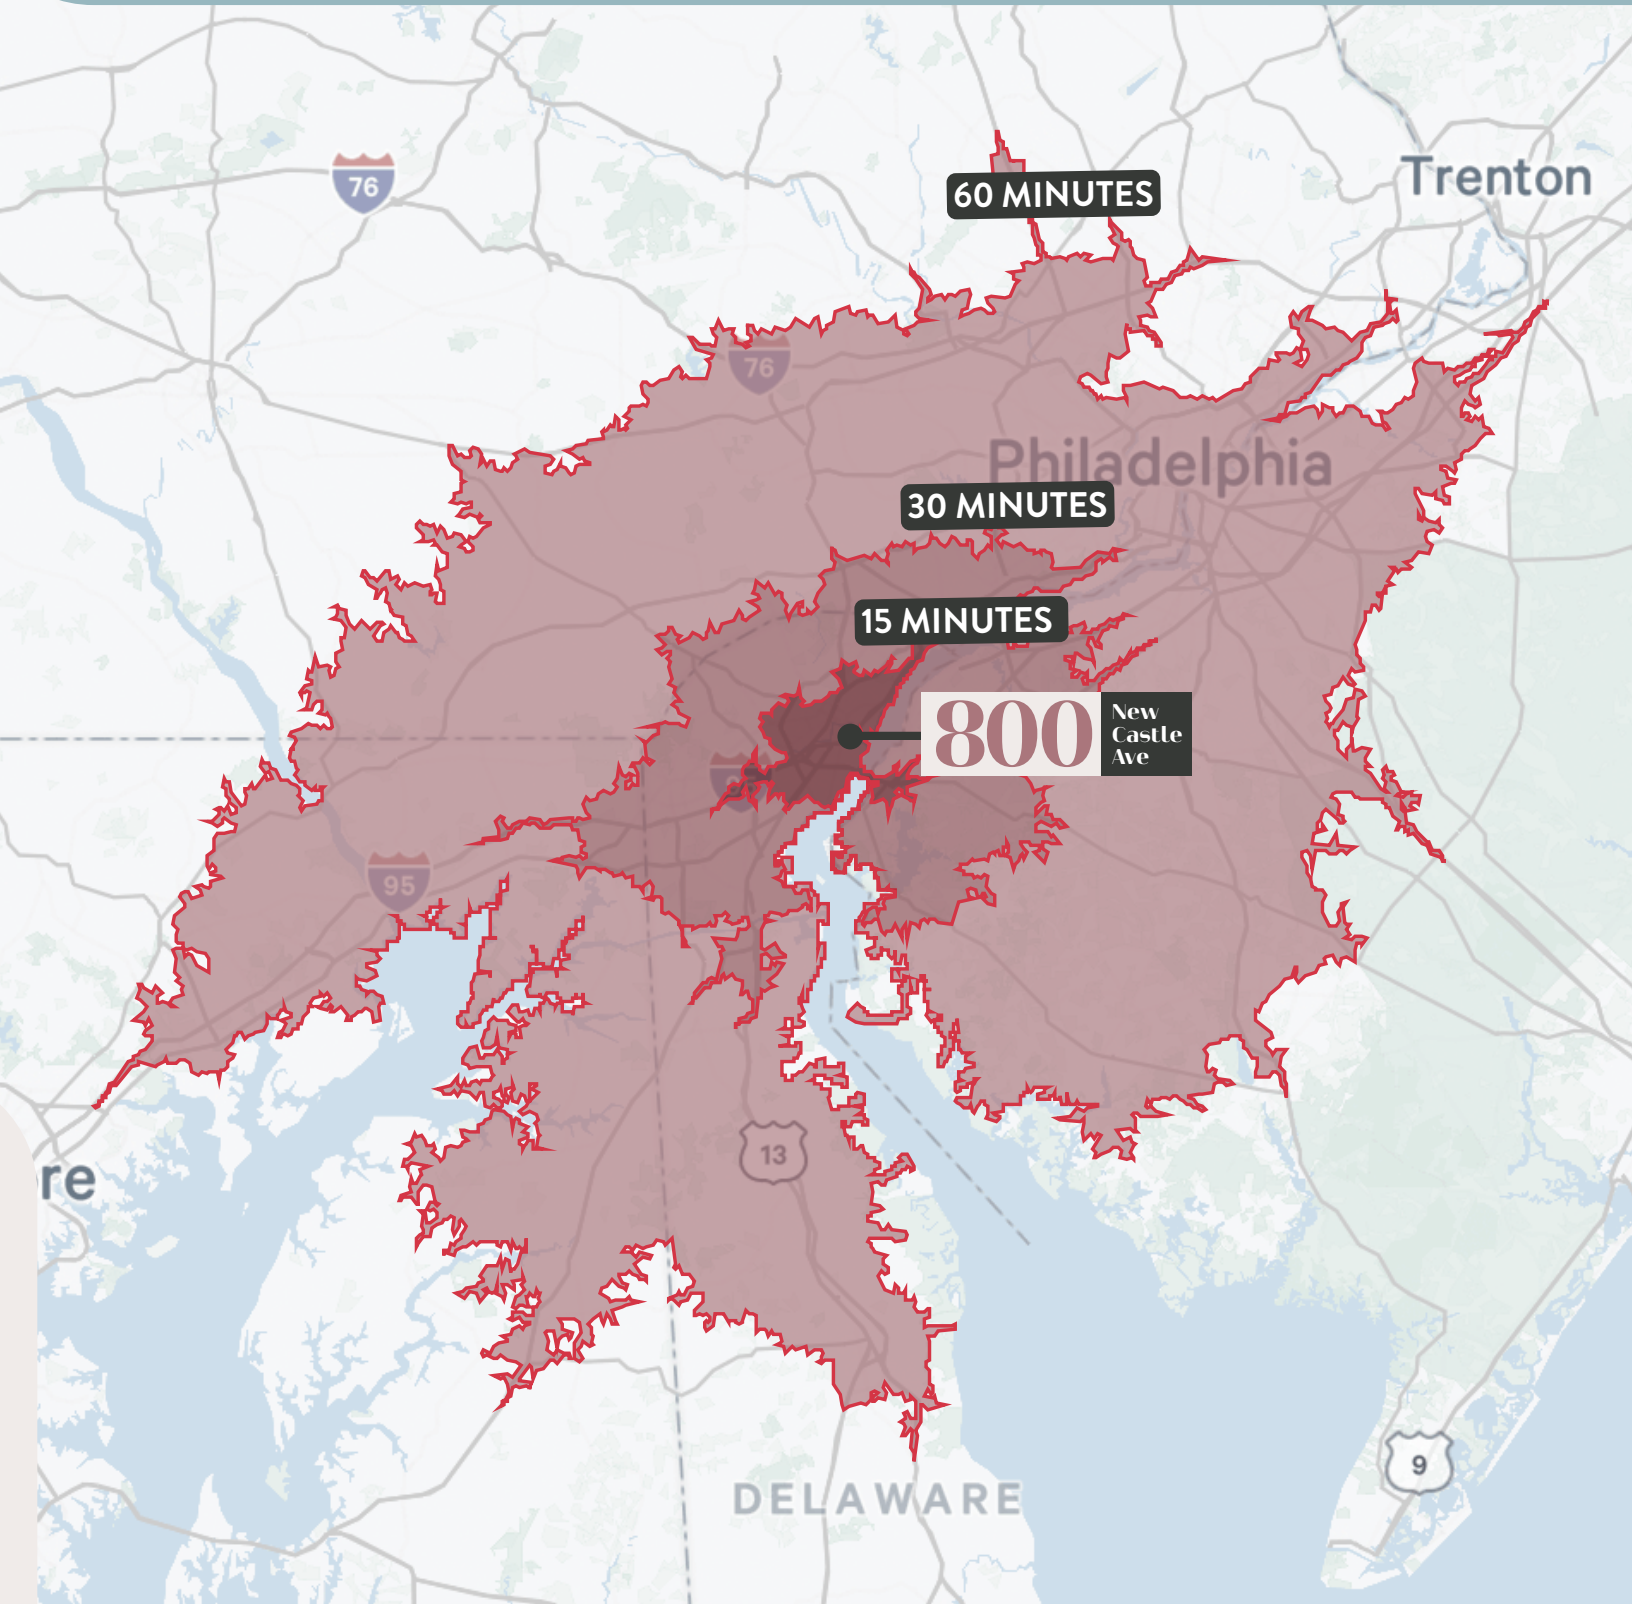 76
60 MINUTES
Trenton
76
Philadelphia
30 MINUTES
15 MINUTES
800
New
Castle
Ave
95
13
re
9
DELAWARE